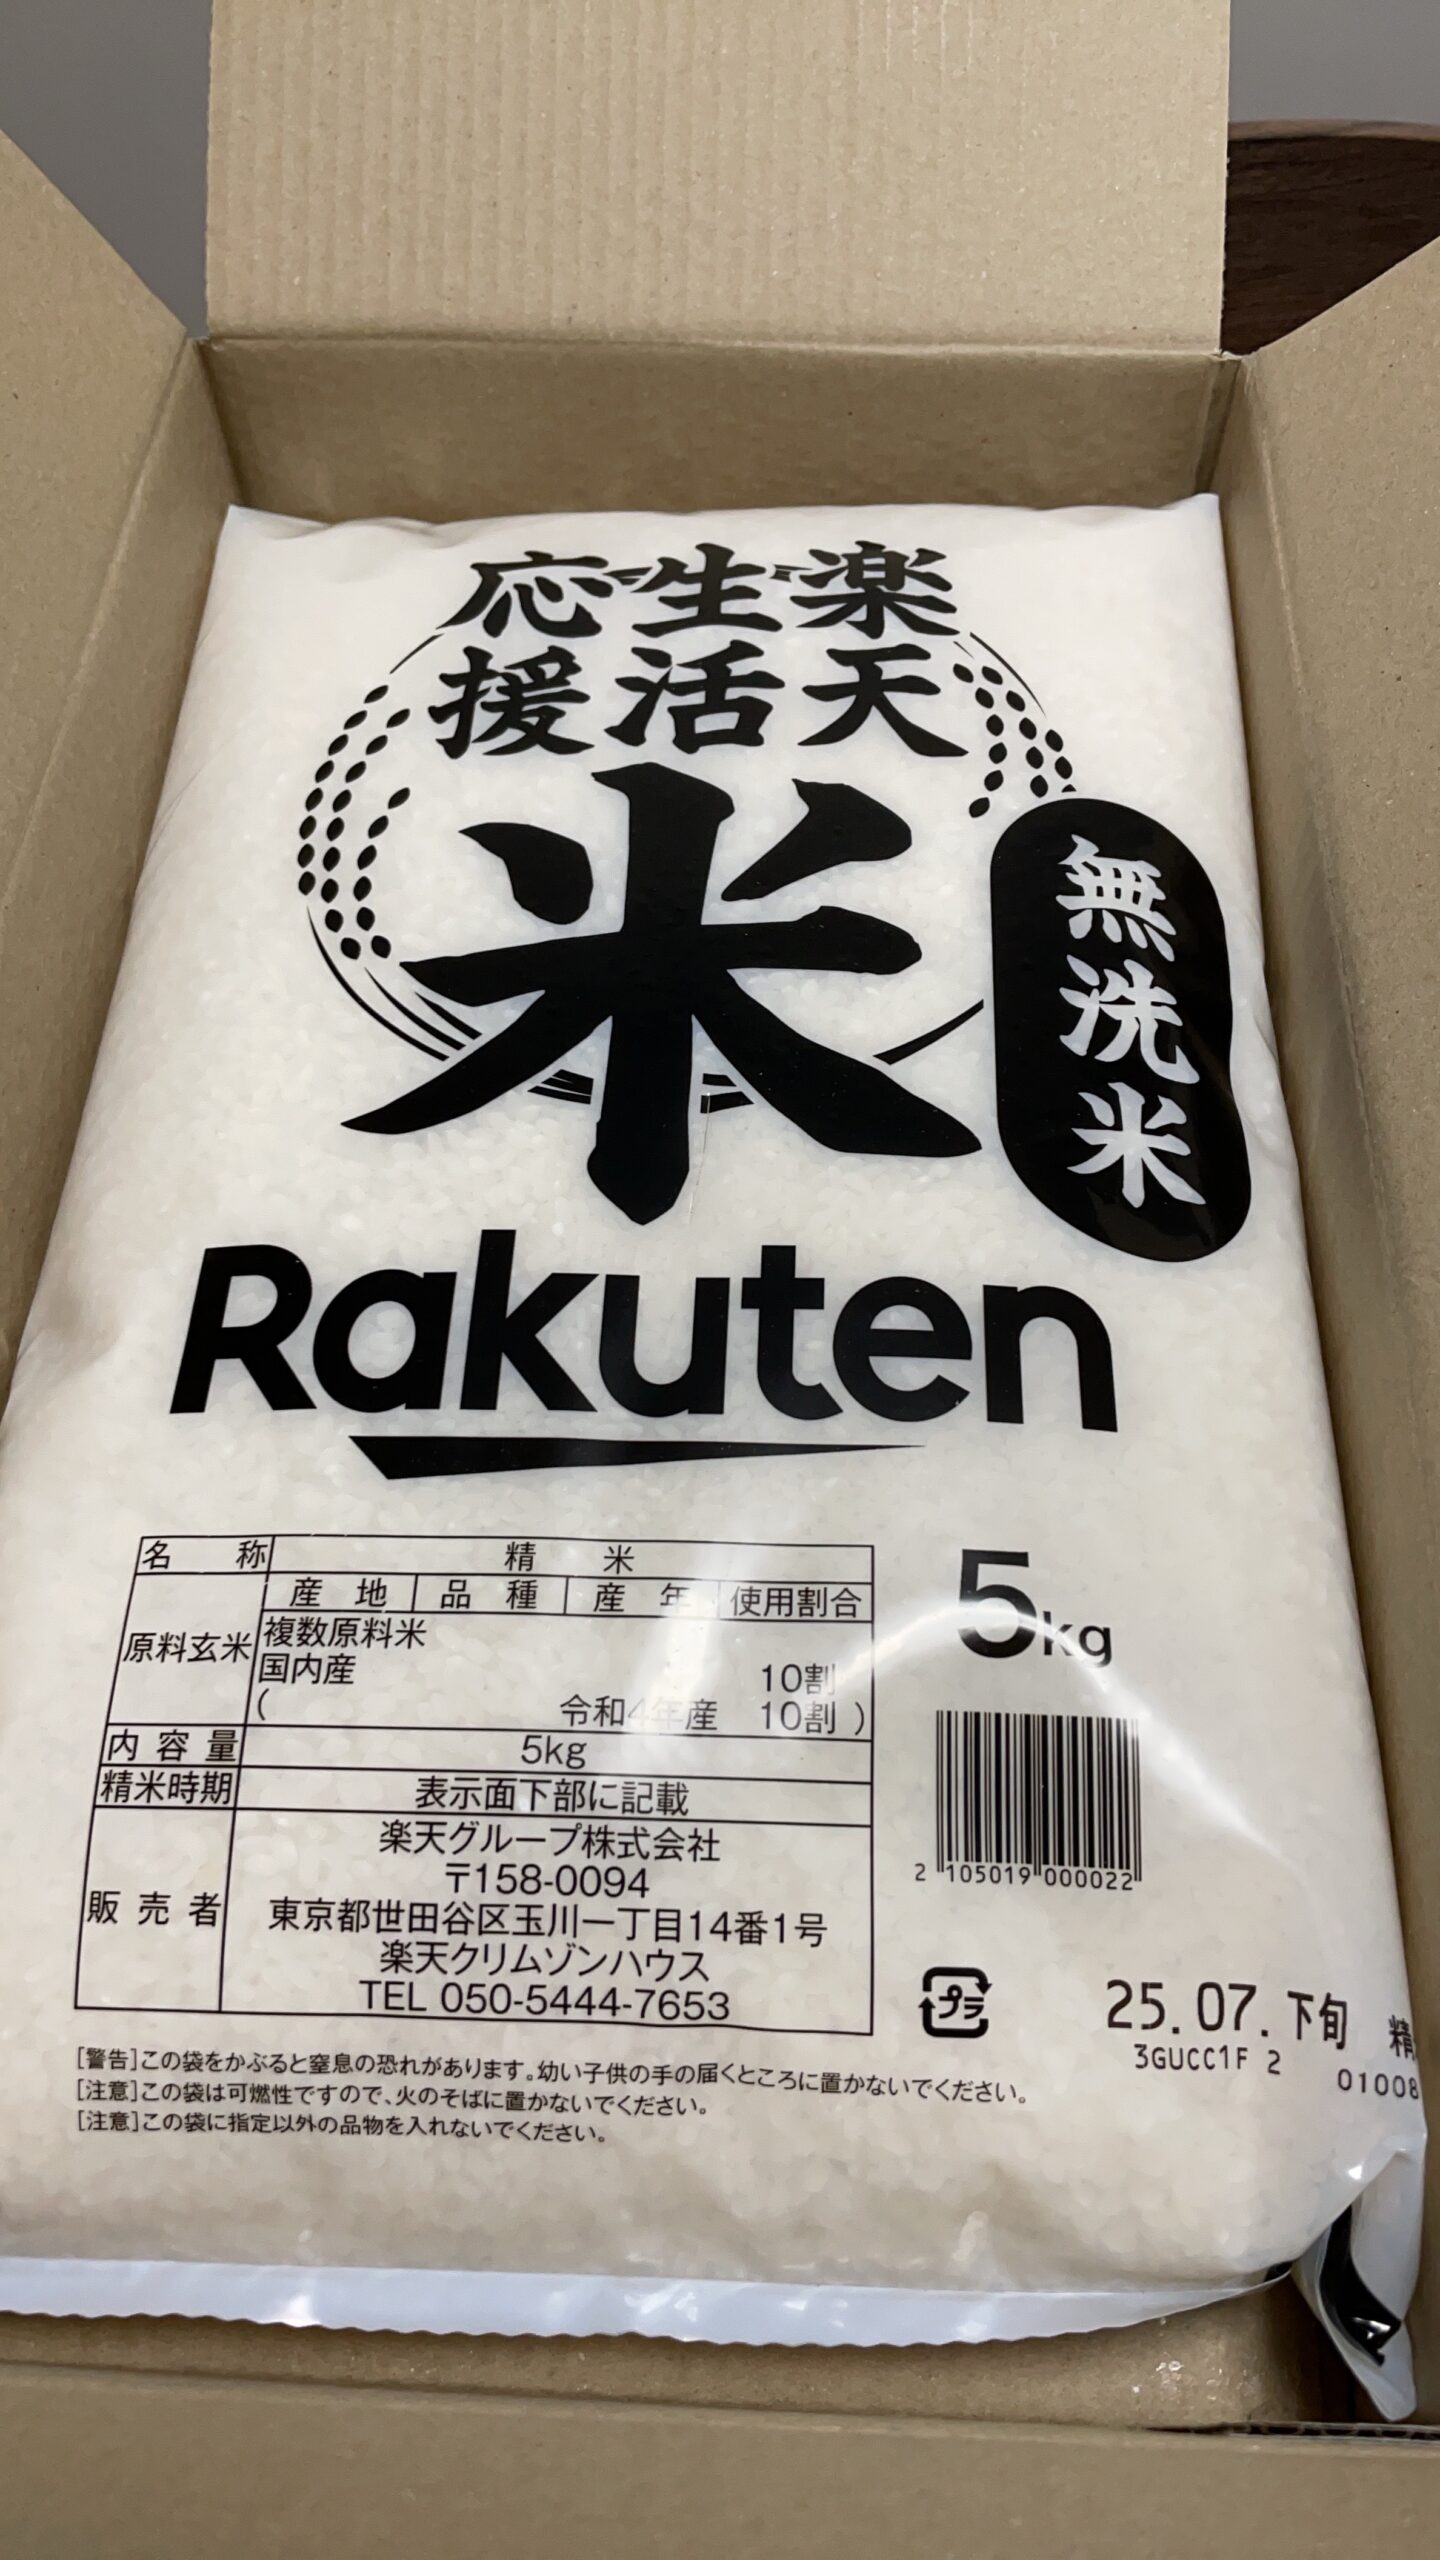 楽天
生活
応援
米
無洗米
Rakuten
名称 精米
原料玄米 産地 品種 産年 使用割合
複数原料米
国内産 10割
( 令和4年産 10割 )
内容量 5kg
精米時期 表示面下部に記載
販売者 楽天グループ株式会社
〒158-0094
東京都世田谷区玉川一丁目14番1号
楽天クリムゾンハウス
TEL 050-5444-7653
5kg
2 105019 000022
プラ
25.07.下旬 精
3GUCC1F 2
01008
[警告]この袋をかぶると窒息の恐れがあります。幼い子供の手の届くところに置かないでください。
[注意]この袋は可燃性ですので、火のそばに置かないでください。
[注意]この袋に指定以外の品物を入れないでください。